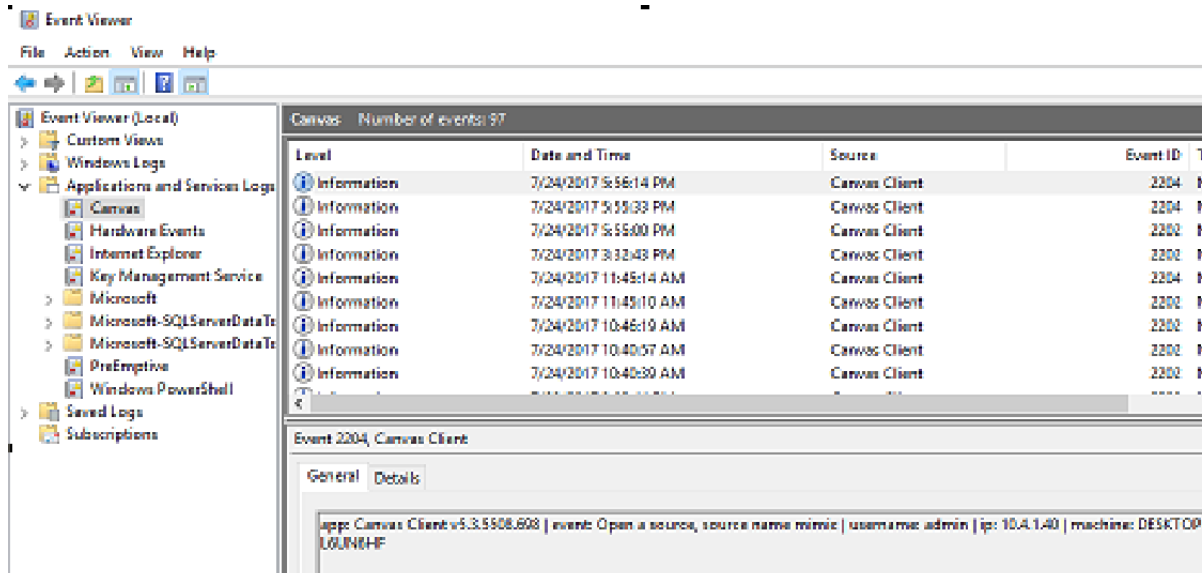 Event Viewer
File Action View Help
Event Viewer (Local)
Custom Views
Windows Logs
Applications and Services Logs
Canvas
Hardware Events
Internet Explorer
Key Management Service
Microsoft
Microsoft-SQLServerDataTo
Microsoft-SQLServerDataTo
PreEmptive
Windows PowerShell
Saved Logs
Subscriptions
Canvas Number of events: 97
Level Date and Time Source Event ID T
Information 7/24/2017 5:56:14 PM Canvas Client 2204 N
Information 7/24/2017 5:55:33 PM Canvas Client 2204 N
Information 7/24/2017 5:55:00 PM Canvas Client 2202 N
Information 7/24/2017 3:32:43 PM Canvas Client 2202 N
Information 7/24/2017 11:45:14 AM Canvas Client 2204 N
Information 7/24/2017 11:45:10 AM Canvas Client 2202 N
Information 7/24/2017 10:46:19 AM Canvas Client 2202 N
Information 7/24/2017 10:40:57 AM Canvas Client 2202 N
Information 7/24/2017 10:40:39 AM Canvas Client 2202 N
Event 2204, Canvas Client
General Details
app: Canvas Client v5.3.5508.698 | event: Open a source, source name mimic | username: admin | ip: 10.4.1.40 | machine: DESKTOP
L6UN6HF